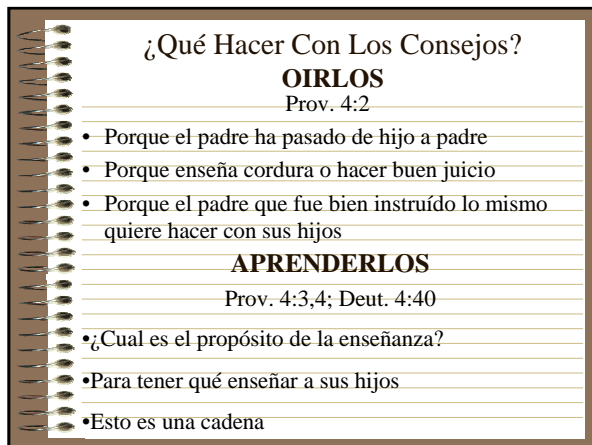 ¿Qué Hacer Con Los Consejos?
OIRLOS
Prov. 4:2
• Porque el padre ha pasado de hijo a padre
• Porque enseña cordura o hacer buen juicio
• Porque el padre que fue bien instruído lo mismo
quiere hacer con sus hijos
APRENDERLOS
Prov. 4:3,4; Deut. 4:40
•¿Cual es el propósito de la enseñanza?
•Para tener qué enseñar a sus hijos
•Esto es una cadena